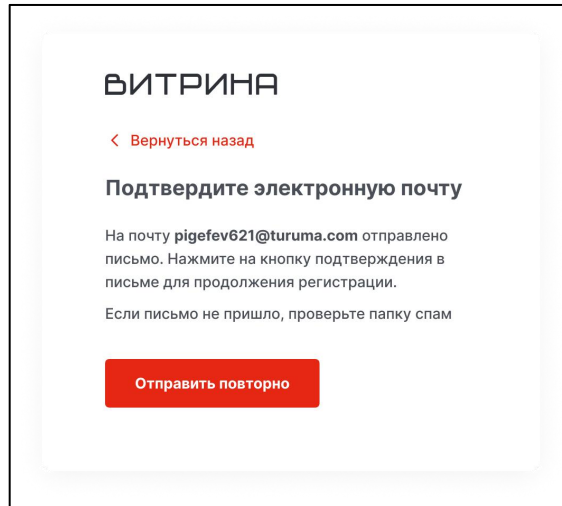 ВИТРИНА
Вернуться назад
Подтвердите электронную почту
На почту pigefev621@turuma.com отправлено
письмо. Нажмите на кнопку подтверждения в
письме для продолжения регистрации.
Если письмо не пришло, проверьте папку спам
Отправить повторно